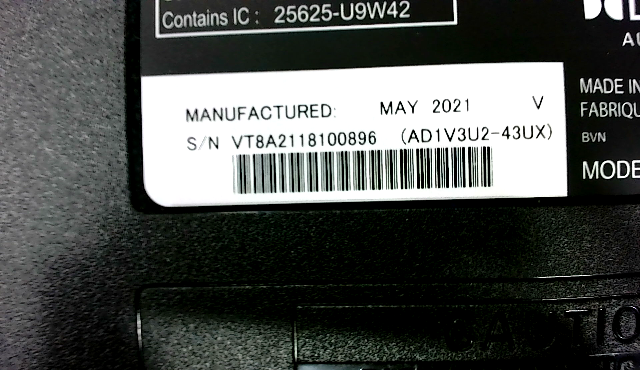 Contains IC : 25625-U9W42
MADE IN
FABRIQU
MANUFACTURED: MAY 2021 V
BVN
S/N VT8A2118100896 (AD1V3U2-43UX)
MODE